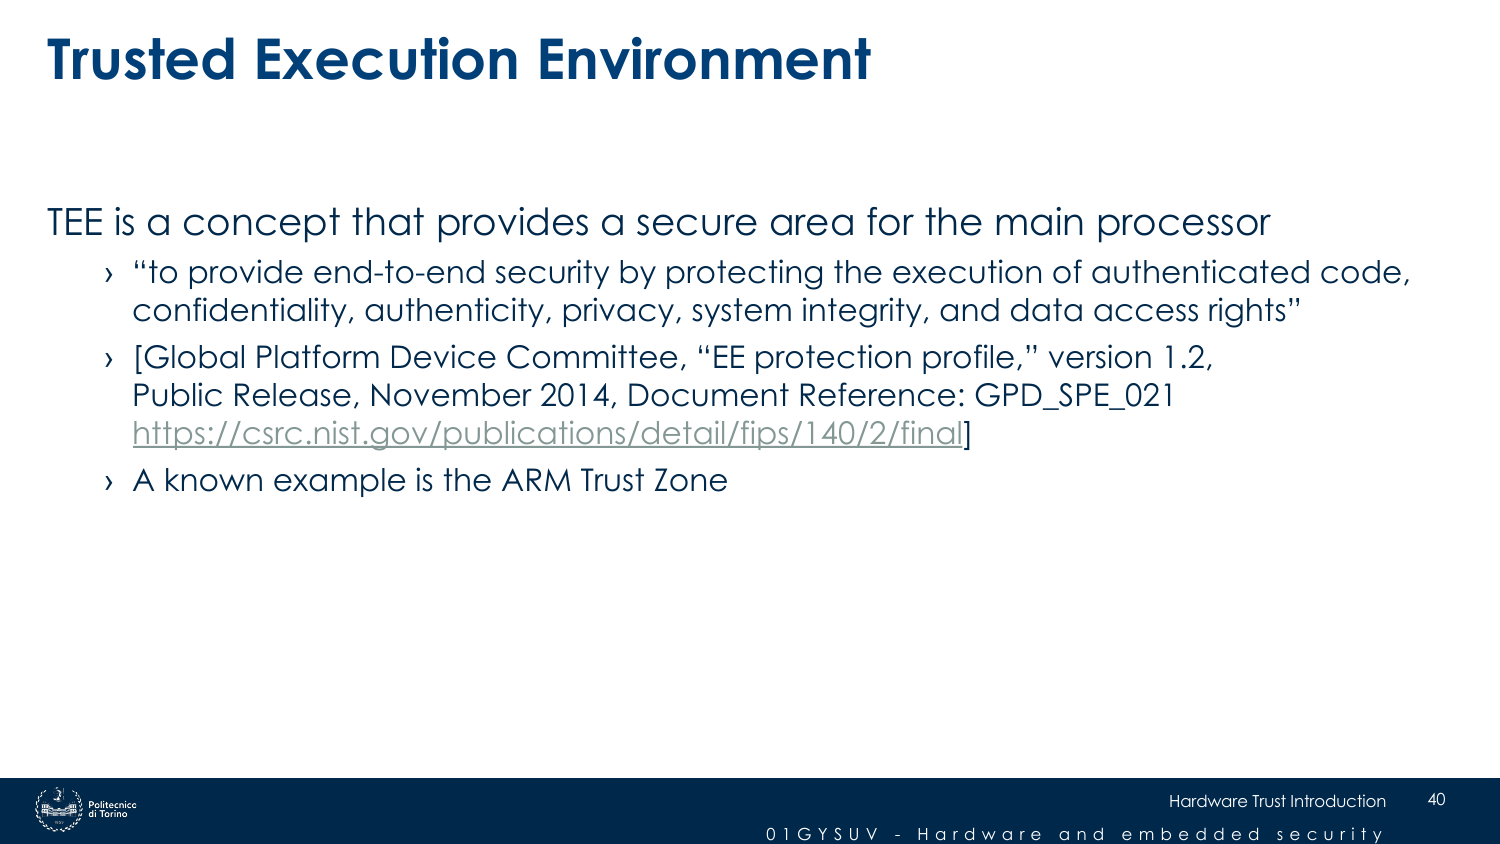 Trusted Execution Environment
TEE is a concept that provides a secure area for the main processor
› “to provide end-to-end security by protecting the execution of authenticated code,
confidentiality, authenticity, privacy, system integrity, and data access rights”
› [Global Platform Device Committee, “EE protection profile,” version 1.2,
Public Release, November 2014, Document Reference: GPD_SPE_021
https://csrc.nist.gov/publications/detail/fips/140/2/final]
› A known example is the ARM Trust Zone
Politecnico
di Torino
Hardware Trust Introduction
40
01GYSUV - Hardware and embedded security